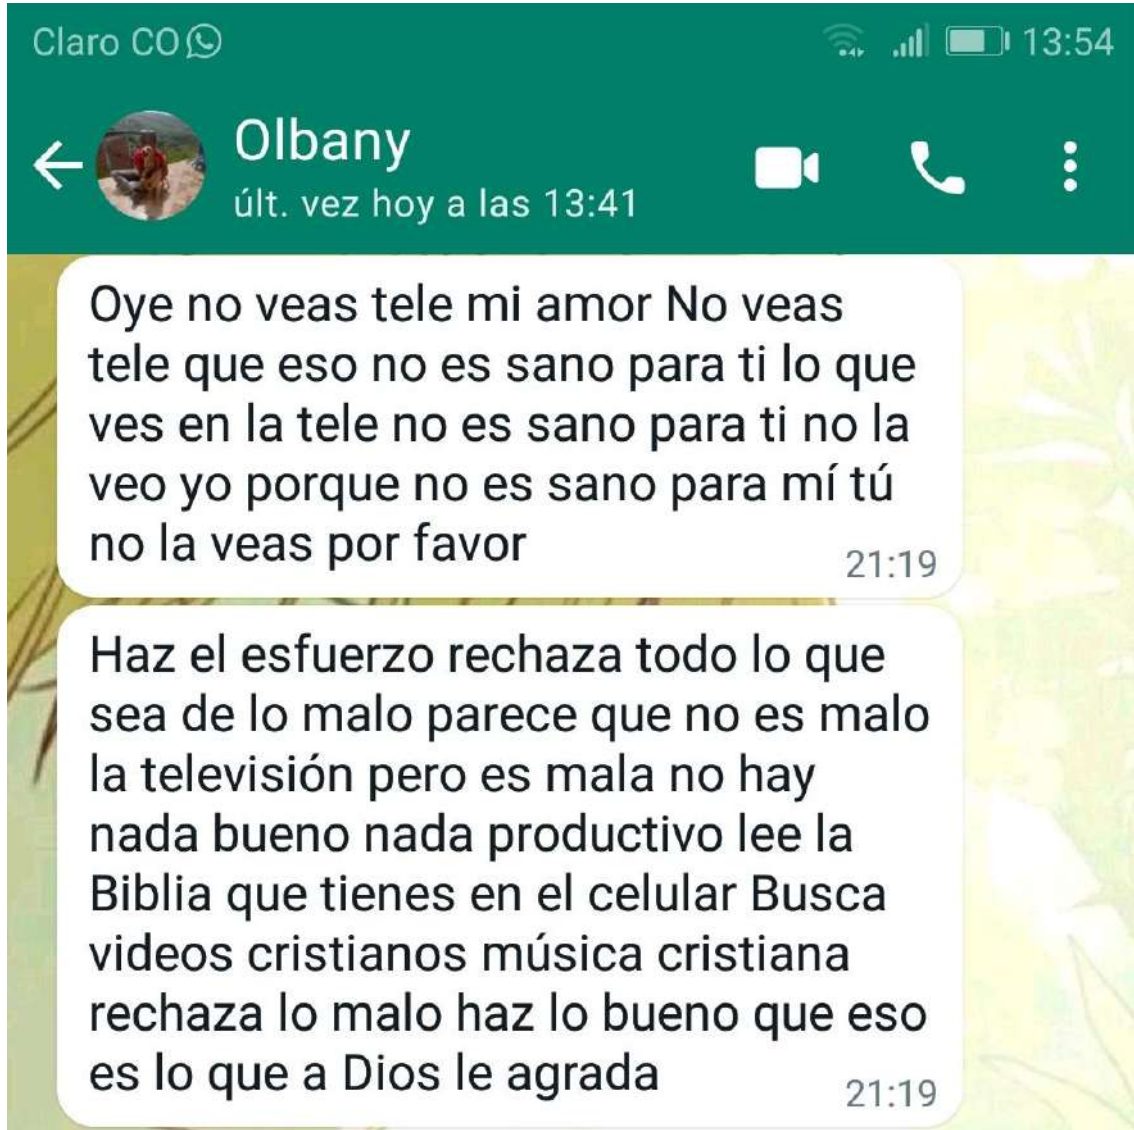 Claro CO 13:54
Olbany
últ. vez hoy a las 13:41
Oye no veas tele mi amor No veas
tele que eso no es sano para ti lo que
ves en la tele no es sano para ti no la
veo yo porque no es sano para mí tú
no la veas por favor
21:19
Haz el esfuerzo rechaza todo lo que
sea de lo malo parece que no es malo
la televisión pero es mala no hay
nada bueno nada productivo lee la
Biblia que tienes en el celular Busca
videos cristianos música cristiana
rechaza lo malo haz lo bueno que eso
es lo que a Dios le agrada
21:19